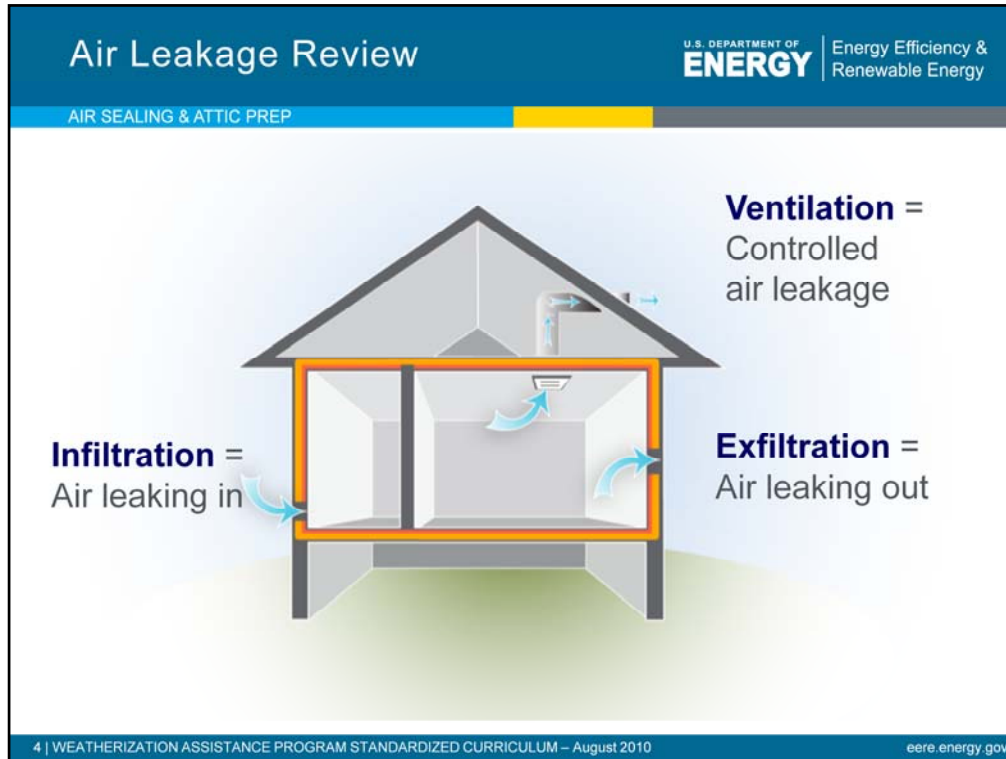 Air Leakage Review
U.S. DEPARTMENT OF
ENERGY
Energy Efficiency &
Renewable Energy
AIR SEALING & ATTIC PREP
Ventilation =
Controlled
air leakage
Infiltration =
Air leaking in
Exfiltration =
Air leaking out
4 | WEATHERIZATION ASSISTANCE PROGRAM STANDARDIZED CURRICULUM – August 2010
eere.energy.gov